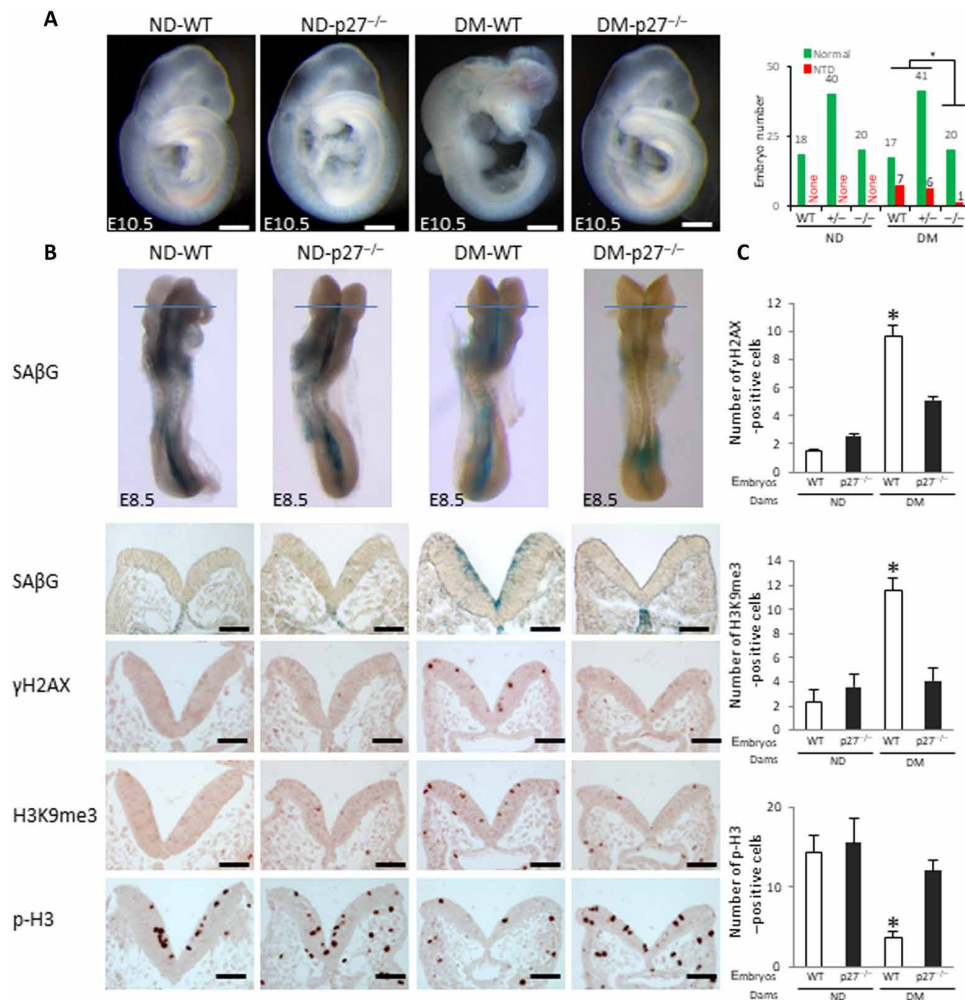 A
ND-WT
ND-p27−/−
DM-WT
DM-p27−/−
E10.5
E10.5
E10.5
E10.5
Normal
NTD
*
50
25
0
Embryo number
18
None
40
None
20
None
17
7
41
6
20
1
WT
+/−
−/−
WT
+/−
−/−
ND
DM
B
ND-WT
ND-p27−/−
DM-WT
DM-p27−/−
SAβG
E8.5
E8.5
E8.5
E8.5
SAβG
γH2AX
H3K9me3
p-H3
C
Number of γH2AX
-positive cells
12
10
8
6
4
2
0
*
Embryos WT p27−/− WT p27−/−
Dams ND DM
Number of H3K9me3
-positive cells
14
12
10
8
6
4
2
0
*
Embryos WT p27−/− WT p27−/−
Dams ND DM
Number of p-H3
–positive cells
20
10
0
*
Embryos WT p27−/− WT p27−/−
Dams ND DM